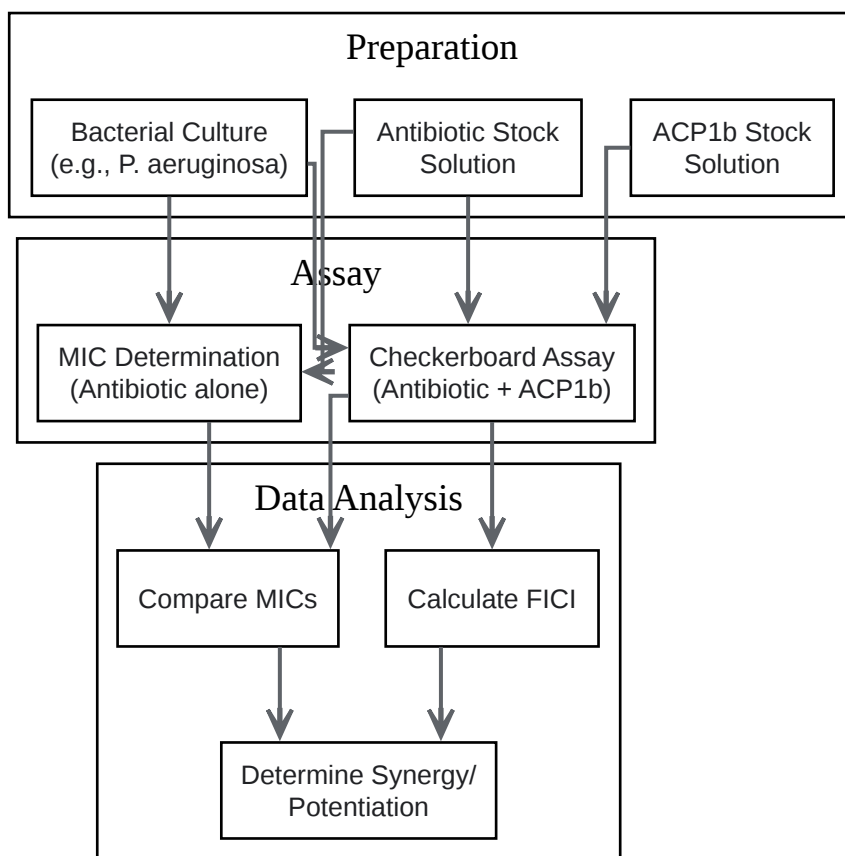 Preparation
Bacterial Culture
(e.g., P. aeruginosa)
Antibiotic Stock
Solution
ACP1b Stock
Solution
Assay
MIC Determination
(Antibiotic alone)
Checkerboard Assay
(Antibiotic + ACP1b)
Data Analysis
Compare MICs
Calculate FICI
Determine Synergy/
Potentiation